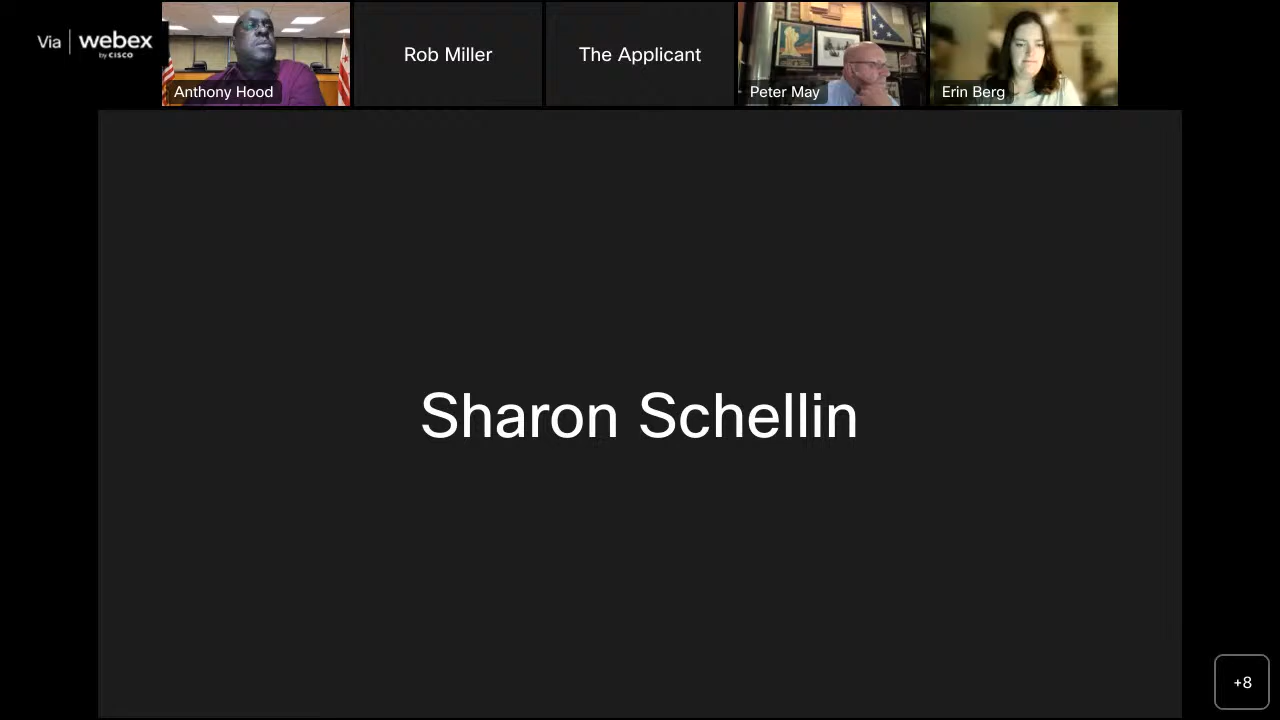 Via webex
by CISCO
Anthony Hood
Rob Miller
The Applicant
Peter May
Erin Berg
Sharon Schellin
+8